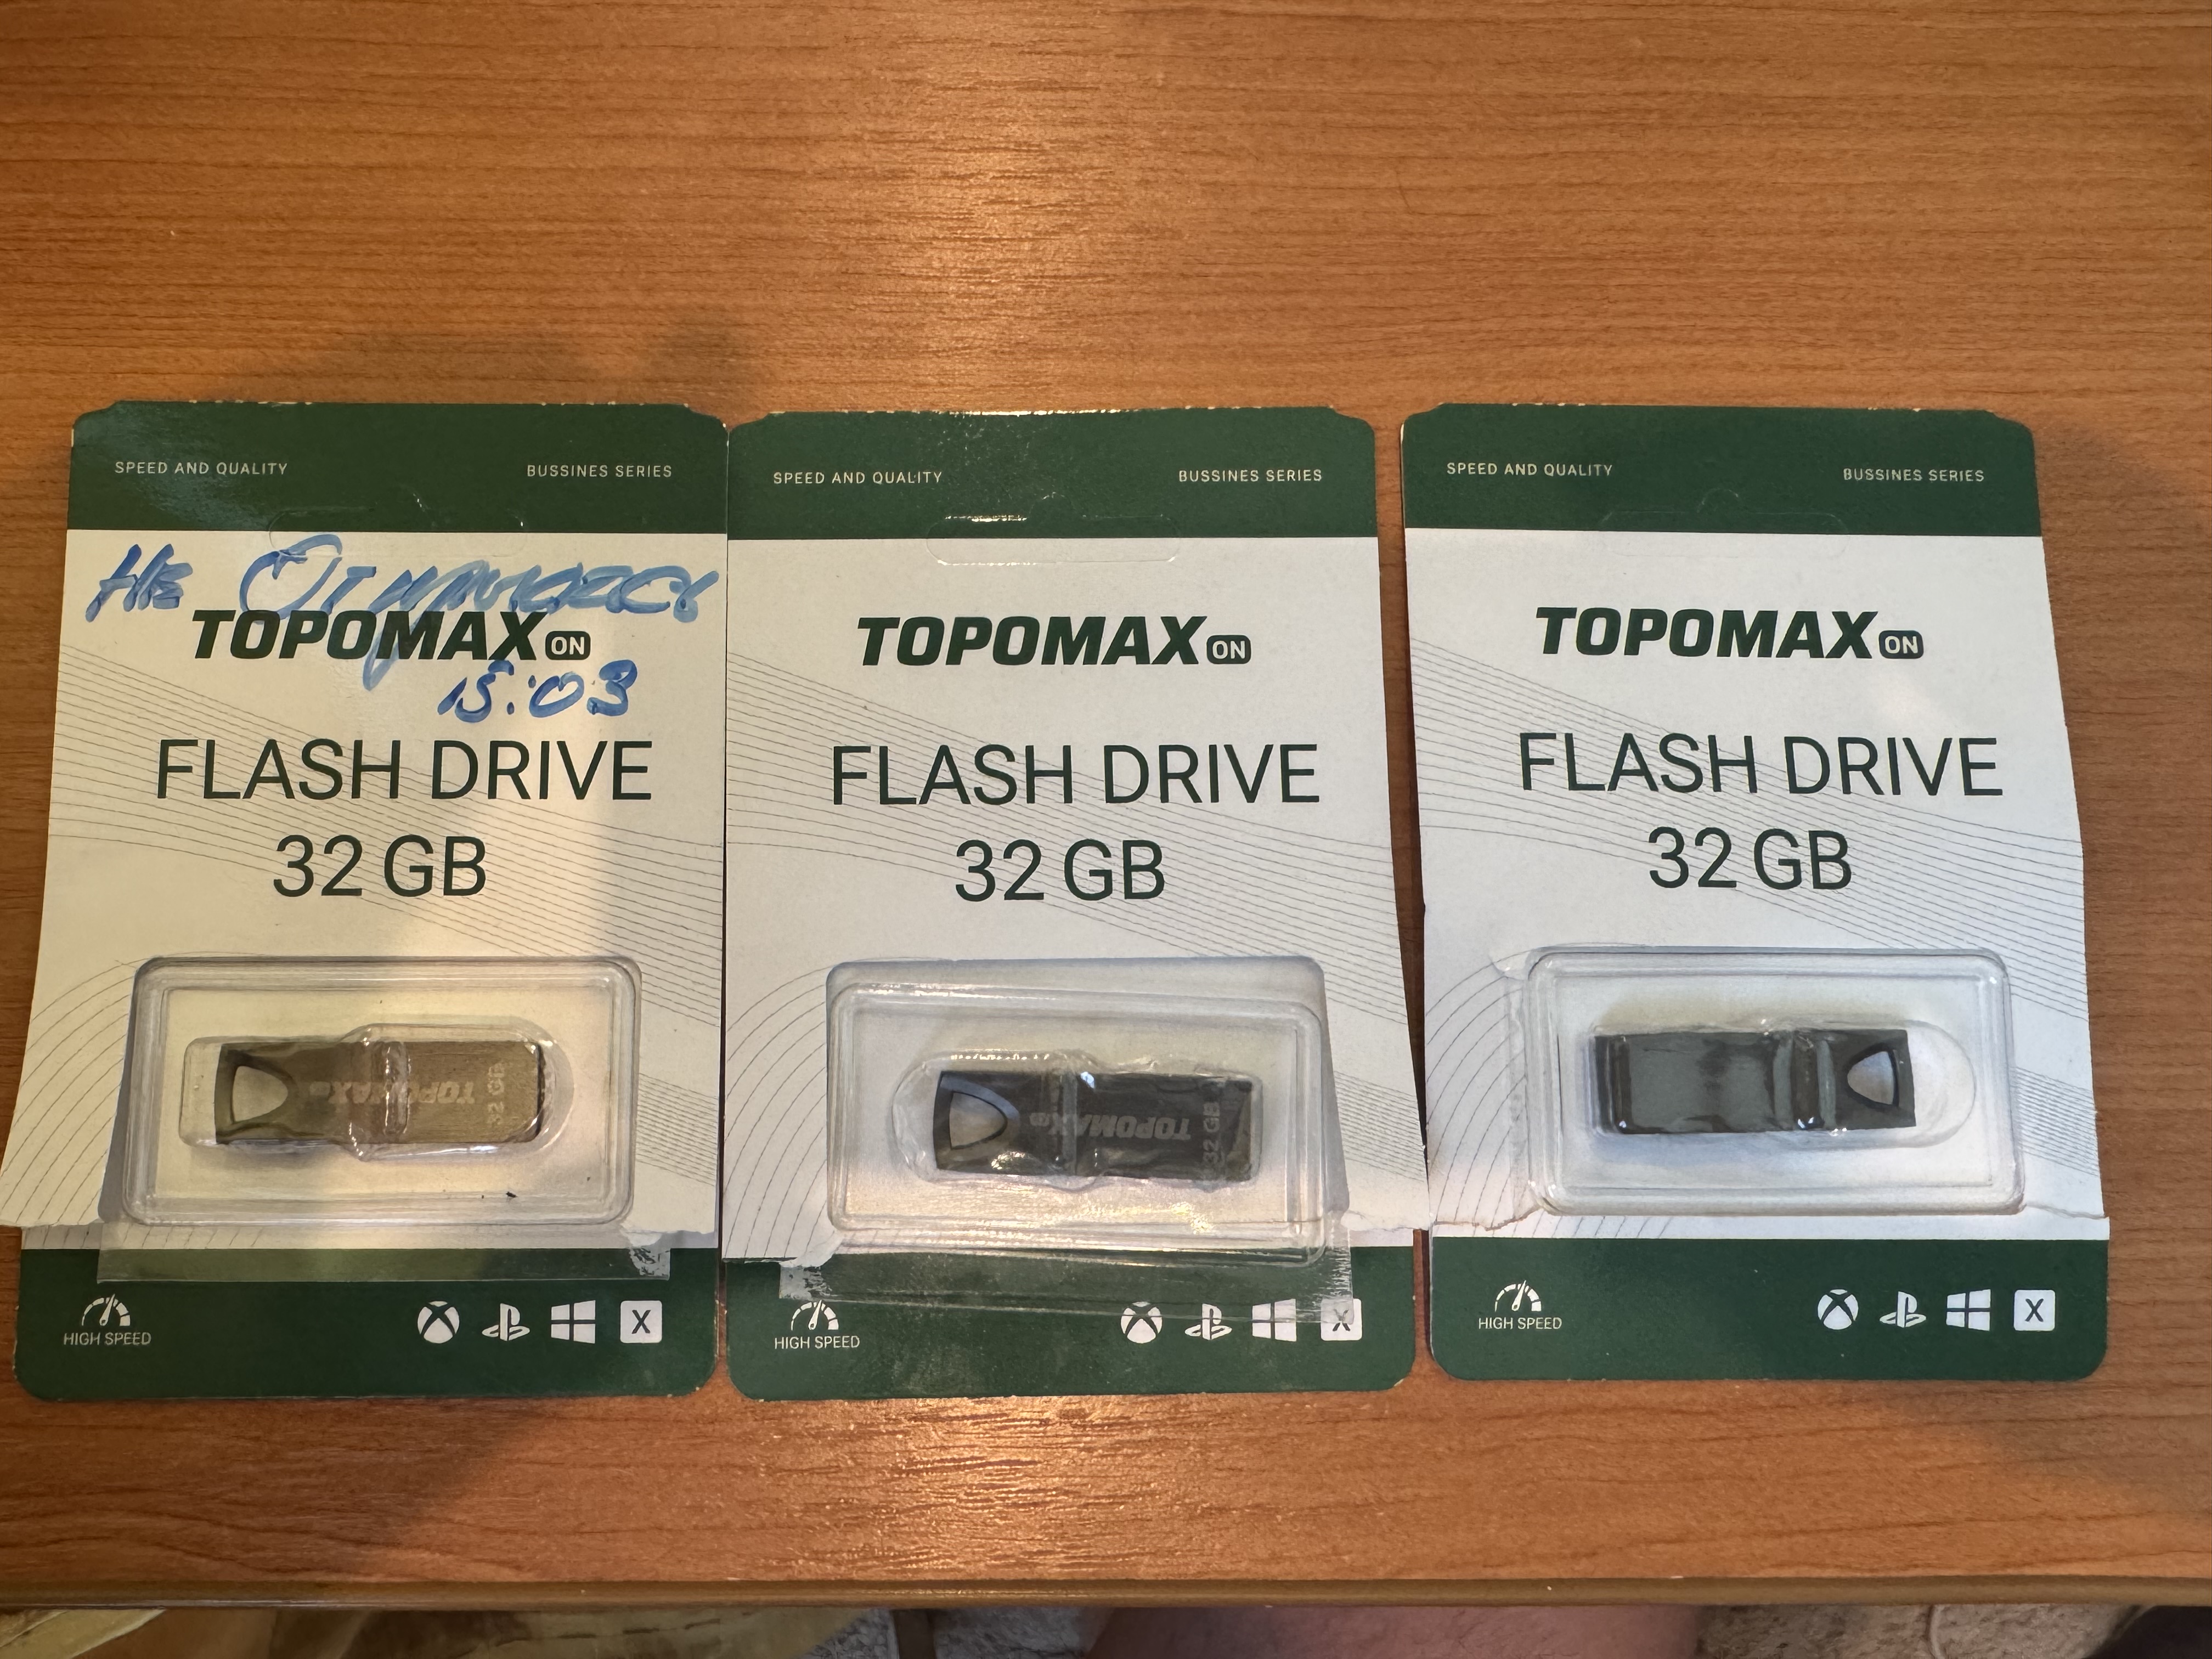 SPEED AND QUALITY BUSSINES SERIES
Не
TOPOMAX ON
15:03
FLASH DRIVE
32 GB
TOPOMAX
32 GB
HIGH SPEED
X
SPEED AND QUALITY BUSSINES SERIES
TOPOMAX ON
FLASH DRIVE
32 GB
TOPOMAX
32 GB
HIGH SPEED
X
SPEED AND QUALITY BUSSINES SERIES
TOPOMAX ON
FLASH DRIVE
32 GB
HIGH SPEED
X